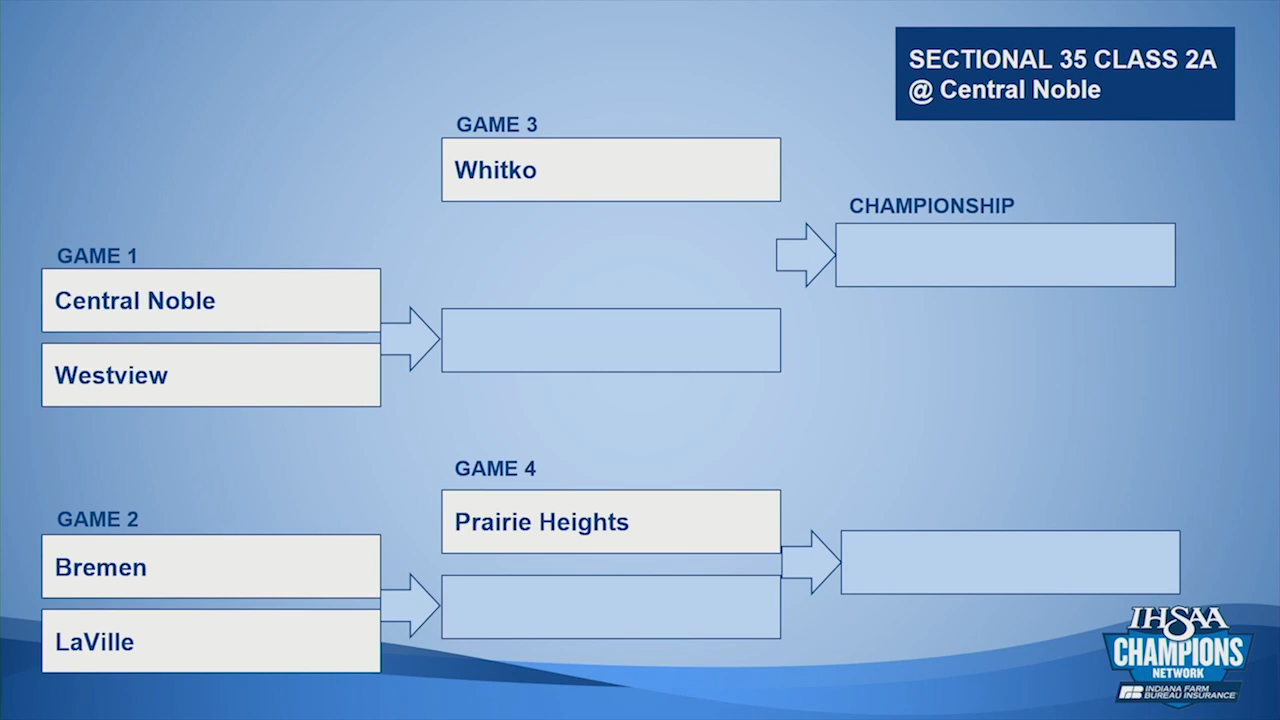 SECTIONAL 35 CLASS 2A
@ Central Noble
GAME 3
Whitko
CHAMPIONSHIP
GAME 1
Central Noble
Westview
GAME 4
Prairie Heights
GAME 2
Bremen
LaVille
IHSAA
CHAMPIONS
NETWORK
INDIANA FARM
BUREAU INSURANCE